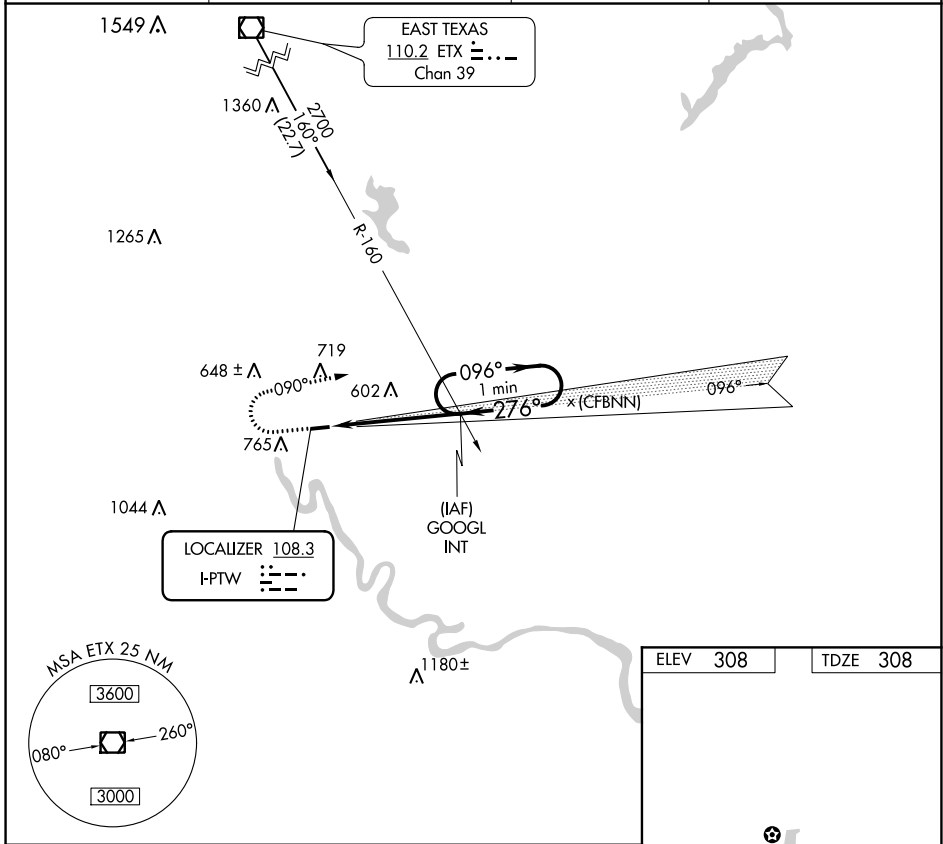 1549
EAST TEXAS
110.2 ETX
Chan 39
1360
2700
160°
(22.7)
R-160
1265
719
648 ±
090°
602
096°
1 min
276°
x (CFBNN)
096°
765
1044
(IAF)
GOOGL
INT
LOCALIZER 108.3
I-PTW
1180±
MSA ETX 25 NM
3600
080°
260°
3000
ELEV 308
TDZE 308